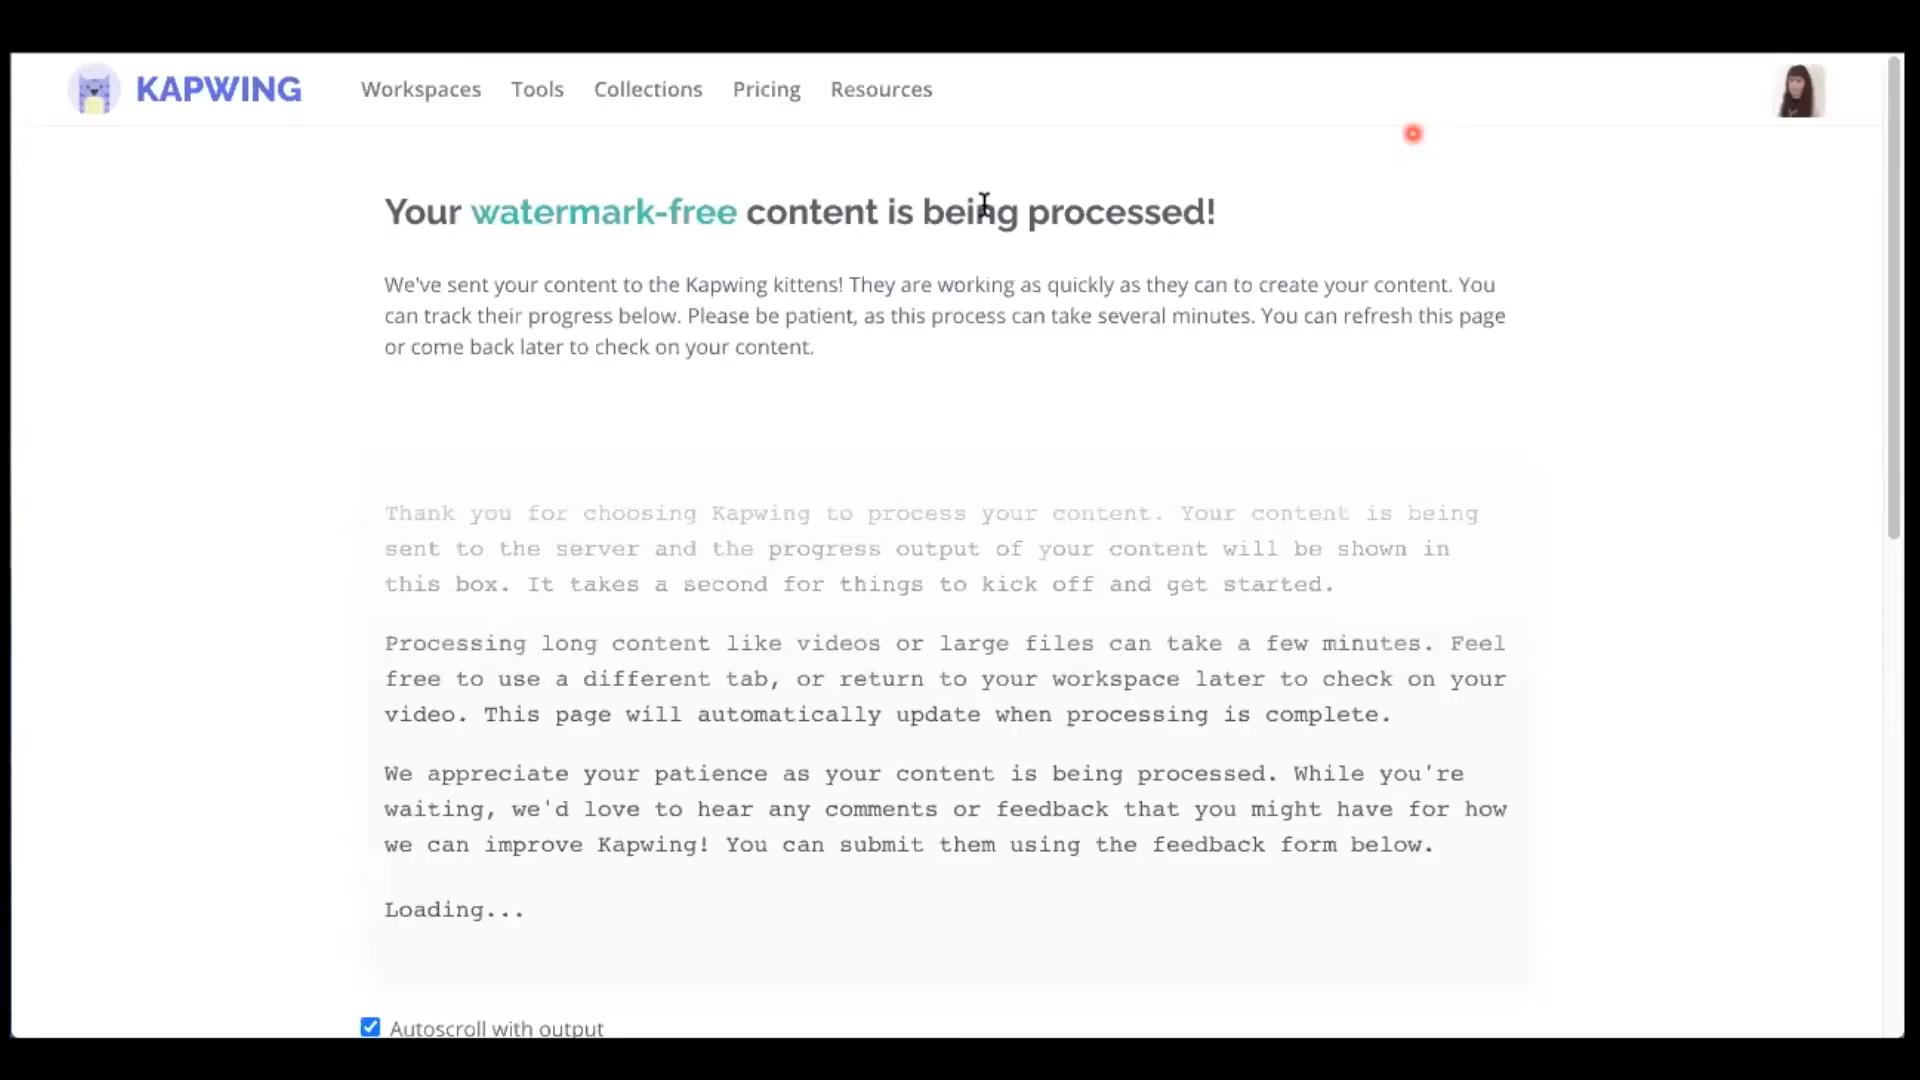 KAPWING Workspaces Tools Collections Pricing Resources
Your watermark-free content is being processed!
We've sent your content to the Kapwing kittens! They are working as quickly as they can to create your content. You
can track their progress below. Please be patient, as this process can take several minutes. You can refresh this page
or come back later to check on your content.
Thank you for choosing Kapwing to process your content. Your content is being
sent to the server and the progress output of your content will be shown in
this box. It takes a second for things to kick off and get started.
Processing long content like videos or large files can take a few minutes. Feel
free to use a different tab, or return to your workspace later to check on your
video. This page will automatically update when processing is complete.
We appreciate your patience as your content is being processed. While you're
waiting, we'd love to hear any comments or feedback that you might have for how
we can improve Kapwing! You can submit them using the feedback form below.
Loading...
Autoscroll with output